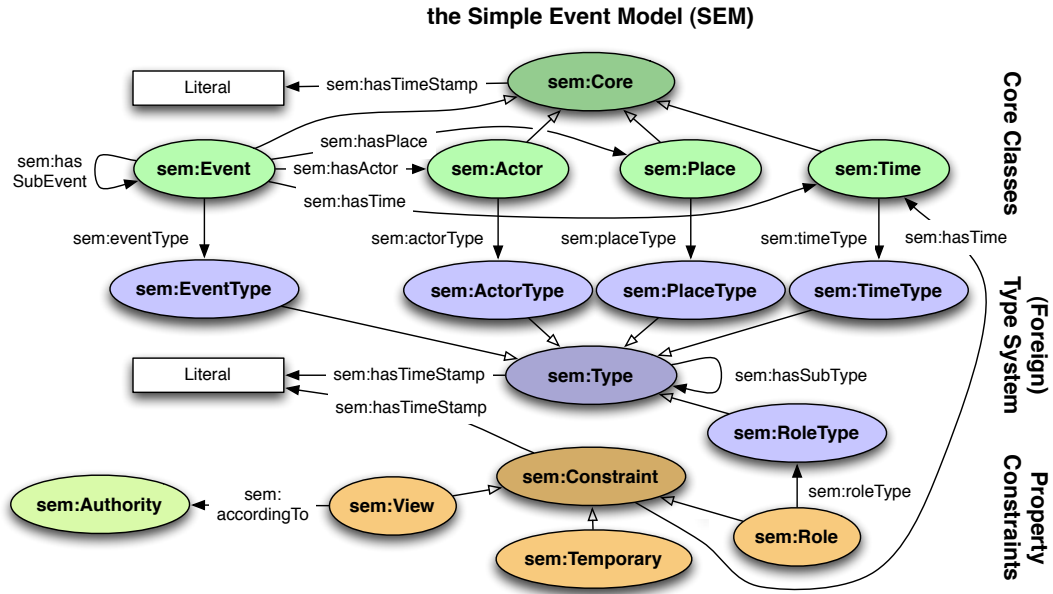 the Simple Event Model (SEM)
Literal
sem:hasTimeStamp
sem:Core
Core Classes
sem:has
SubEvent
sem:Event
sem:hasPlace
sem:hasActor
sem:hasTime
sem:Actor
sem:Place
sem:Time
sem:eventType
sem:actorType
sem:placeType
sem:timeType
sem:hasTime
sem:EventType
sem:ActorType
sem:PlaceType
sem:TimeType
(Foreign)
Type System
Literal
sem:hasTimeStamp
sem:Type
sem:hasSubType
sem:hasTimeStamp
sem:RoleType
sem:Constraint
sem:roleType
Property
Constraints
sem:Authority
sem:
accordingTo
sem:View
sem:Temporary
sem:Role